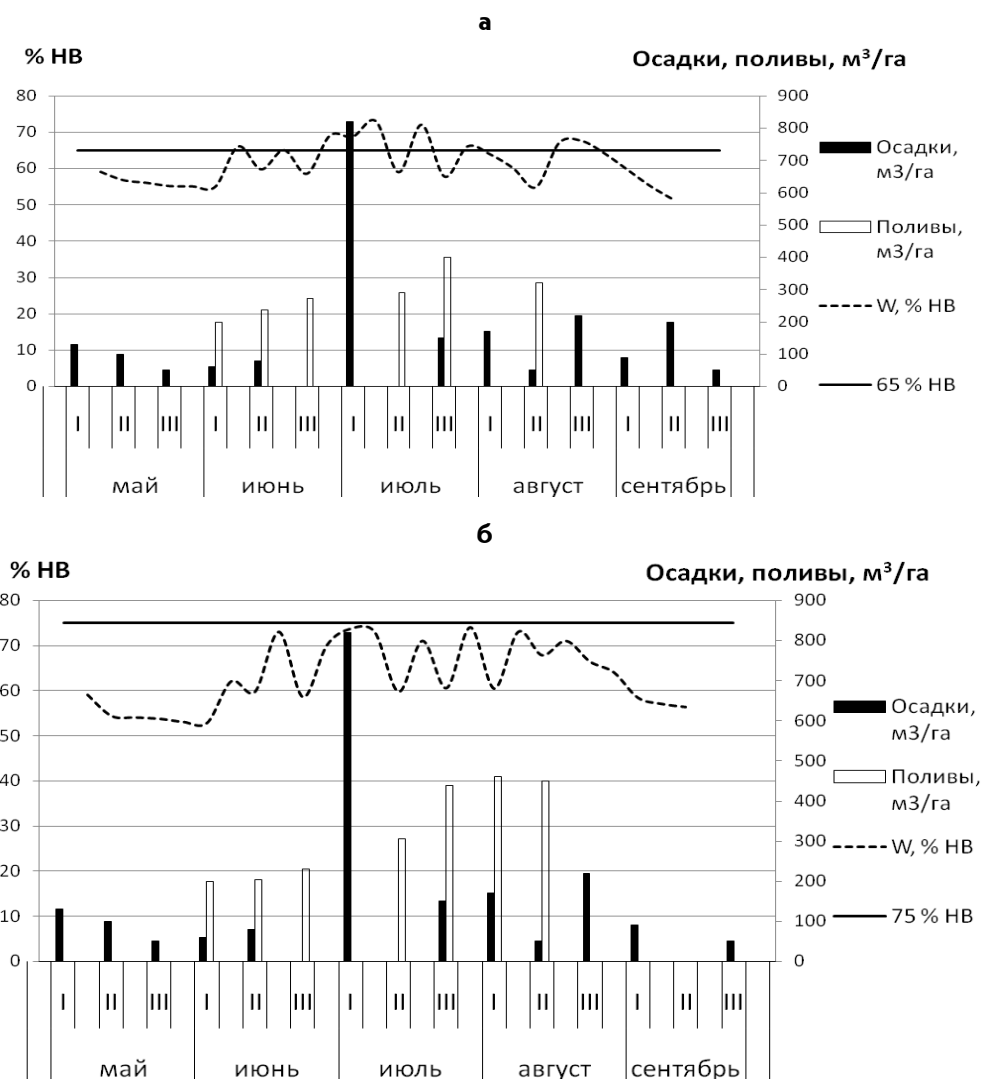 а
% НВ
Осадки, поливы, м³/га
80
70
60
50
40
30
20
10
0
900
800
700
600
500
400
300
200
100
0
Осадки,
м3/га
Поливы,
м3/га
W, % НВ
65 % НВ
I II III I II III I II III I II III I II III
май июнь июль август сентябрь
б
% НВ
Осадки, поливы, м³/га
80
70
60
50
40
30
20
10
0
900
800
700
600
500
400
300
200
100
0
Осадки,
м3/га
Поливы,
м3/га
W, % НВ
75 % НВ
I II III I II III I II III I II III I II III
май июнь июль август сентябрь